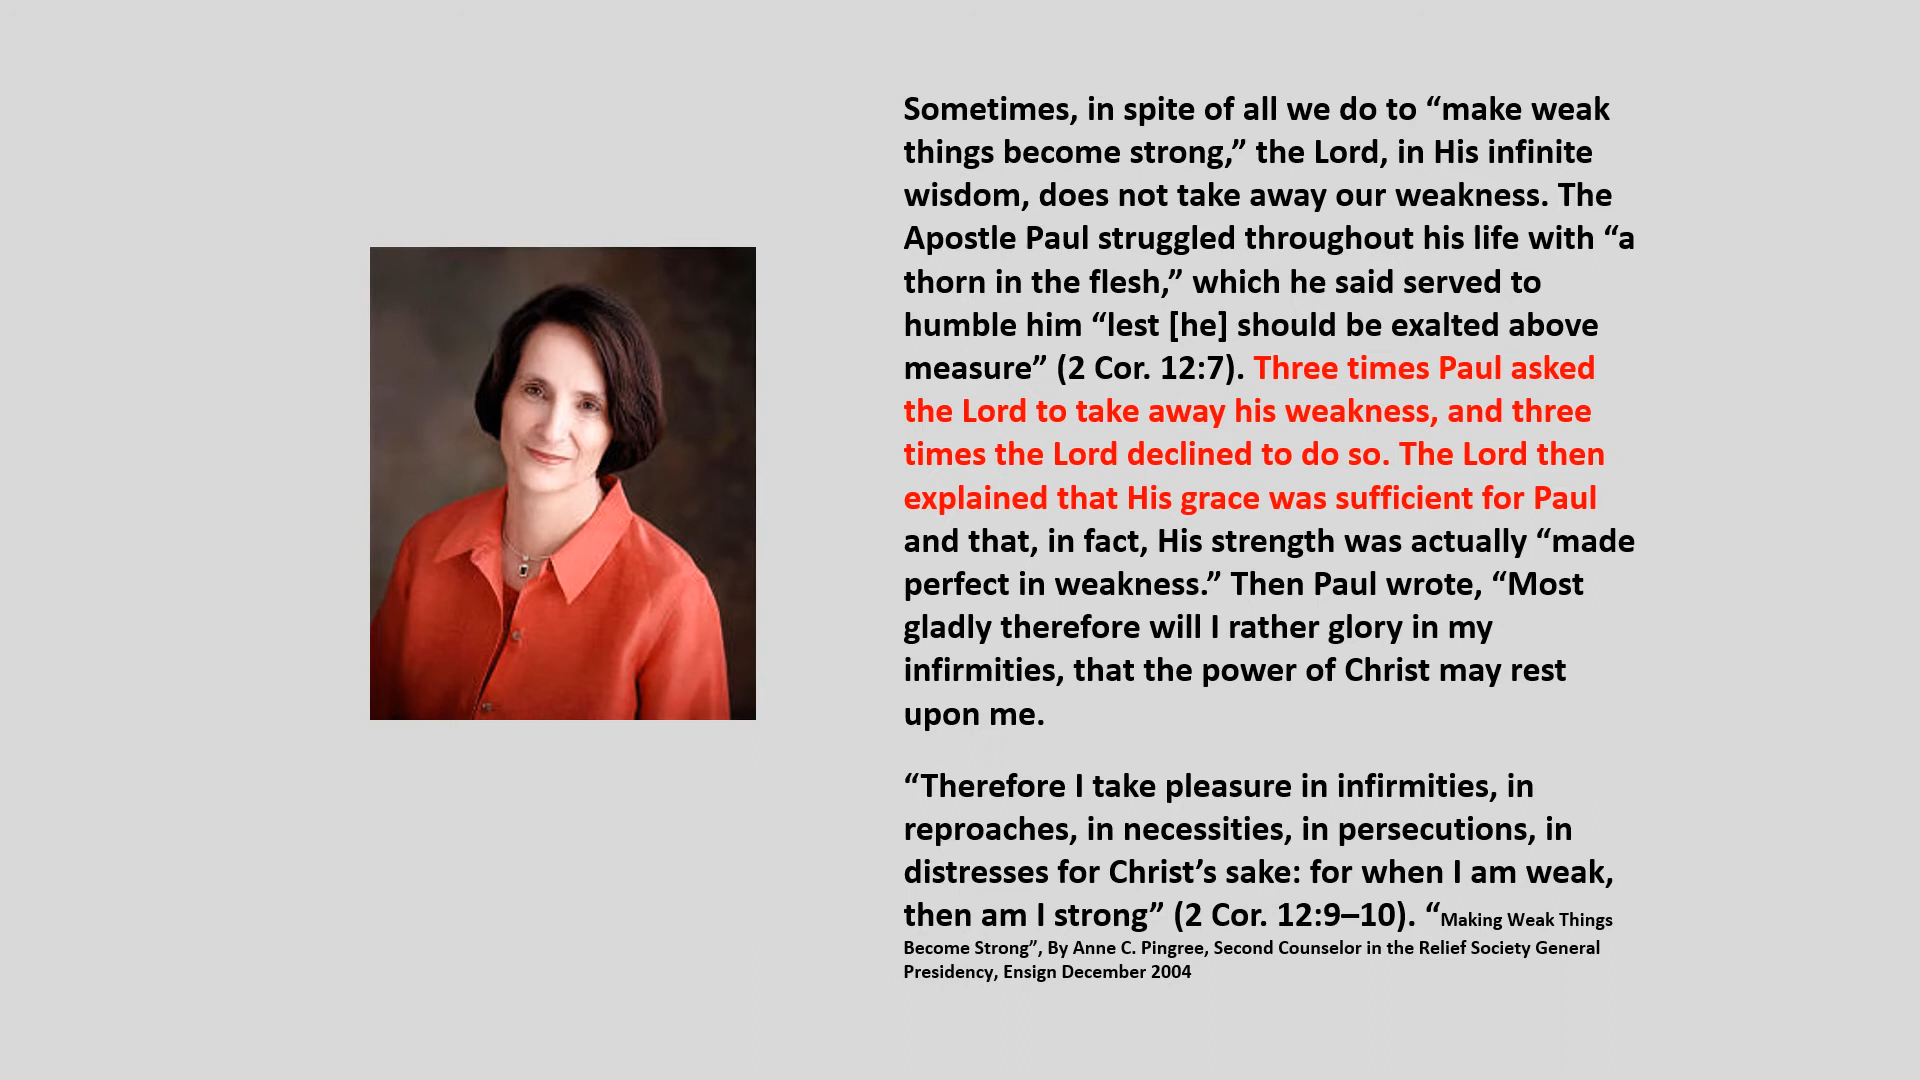 Sometimes, in spite of all we do to “make weak
things become strong,” the Lord, in His infinite
wisdom, does not take away our weakness. The
Apostle Paul struggled throughout his life with “a
thorn in the flesh,” which he said served to
humble him “lest [he] should be exalted above
measure” (2 Cor. 12:7). Three times Paul asked
the Lord to take away his weakness, and three
times the Lord declined to do so. The Lord then
explained that His grace was sufficient for Paul
and that, in fact, His strength was actually “made
perfect in weakness.” Then Paul wrote, “Most
gladly therefore will I rather glory in my
infirmities, that the power of Christ may rest
upon me.
“Therefore I take pleasure in infirmities, in
reproaches, in necessities, in persecutions, in
distresses for Christ’s sake: for when I am weak,
then am I strong” (2 Cor. 12:9–10). “Making Weak Things
Become Strong”, By Anne C. Pingree, Second Counselor in the Relief Society General
Presidency, Ensign December 2004